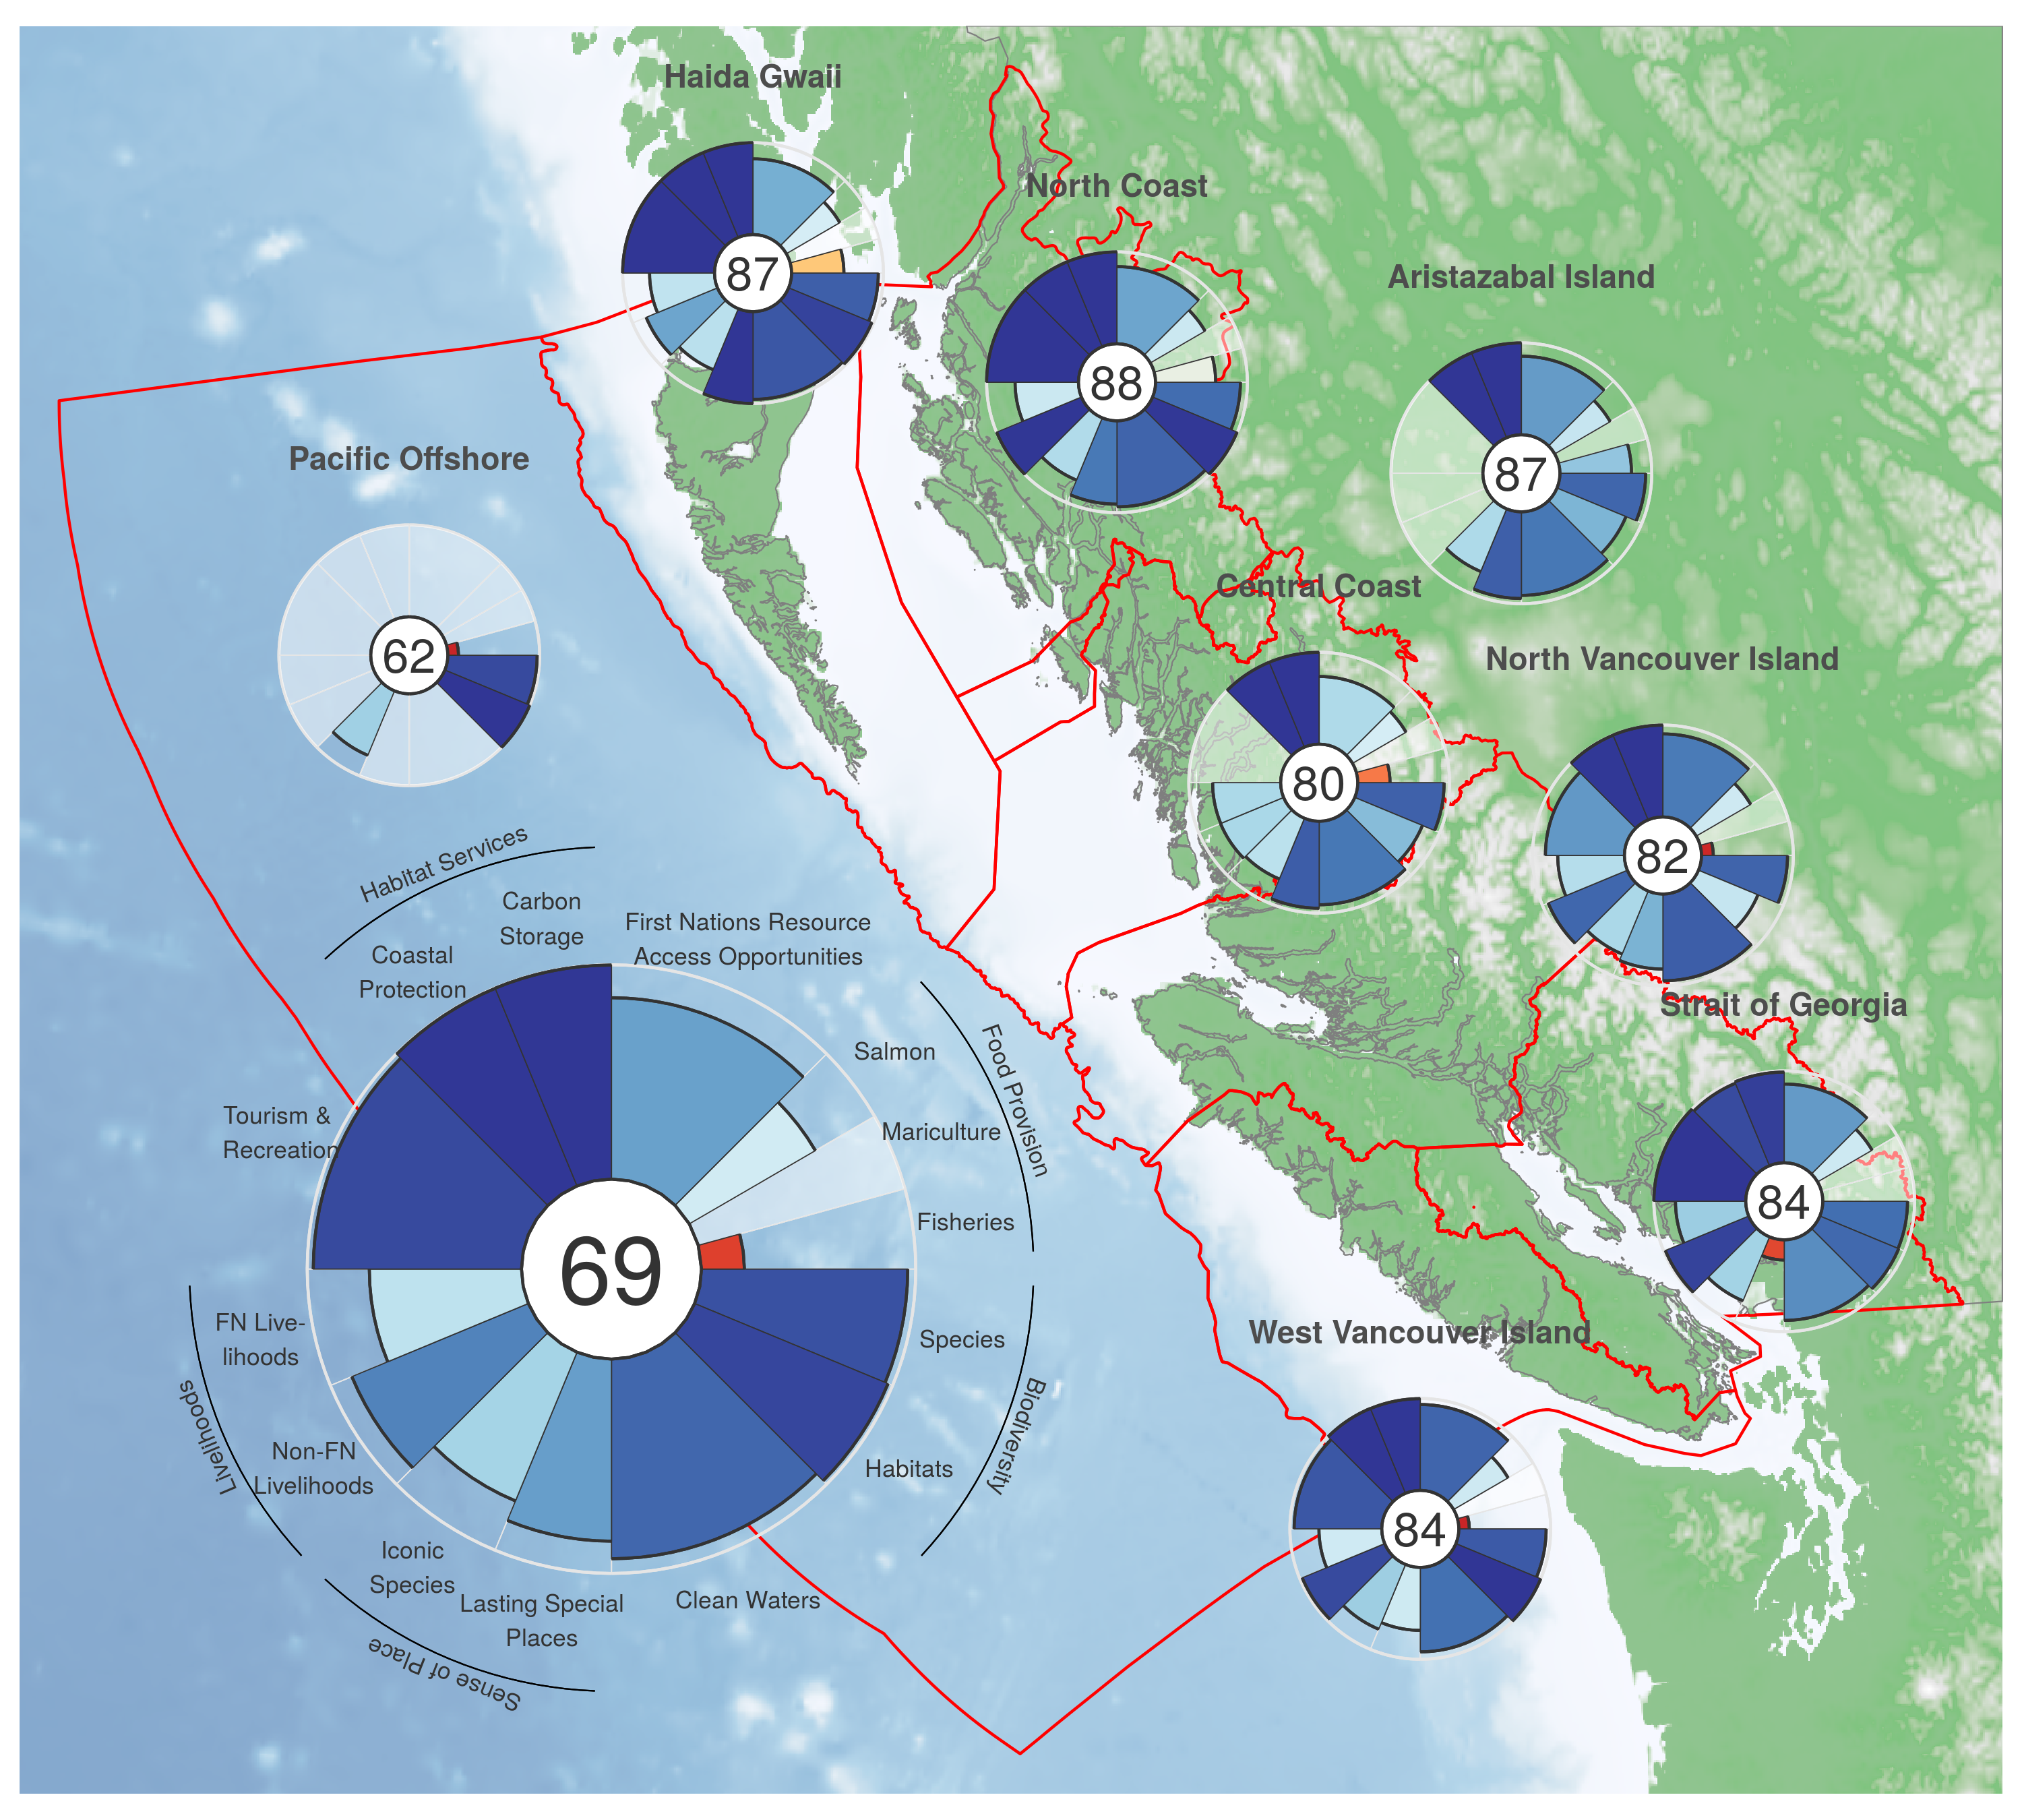 Haida Gwaii
87
North Coast
88
Aristazabal Island
87
Pacific Offshore
62
Central Coast
80
North Vancouver Island
82
Strait of Georgia
84
West Vancouver Island
84
Habitat Services
Carbon
Storage
Coastal
Protection
First Nations Resource
Access Opportunities
Food Provision
Salmon
Mariculture
Fisheries
Tourism &
Recreation
69
Species
Habitats
Biodiversity
FN Live-
lihoods
Non-FN
Livelihoods
Livelihoods
Iconic
Species
Lasting Special
Places
Clean Waters
Sense of Place